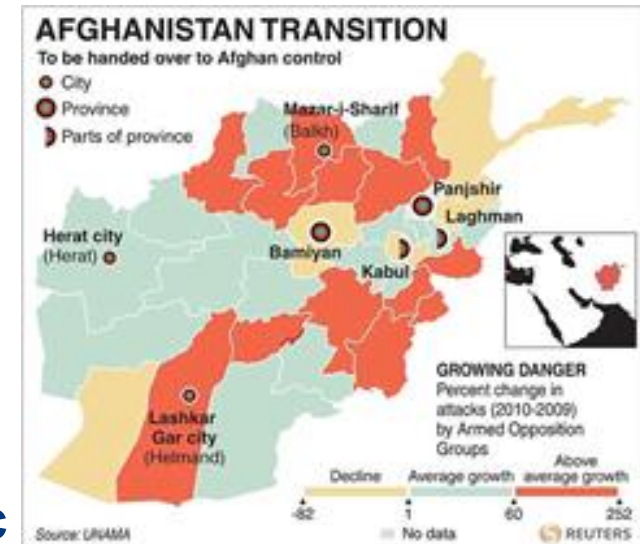 AFGHANISTAN TRANSITION
To be handed over to Afghan control
City
Province
Parts of province
Mazar-i-Sharif
(Balkh)
Panjshir
Laghman
Herat city
(Herat)
Bamiyan
Kabul
Lashkar
Gar city
(Helmand)
GROWING DANGER
Percent change in
attacks (2010-2009)
by Armed Opposition
Groups
Decline
Average growth
Above
average growth
-82
1
60
252
No data
Source: UNAMA
REUTERS